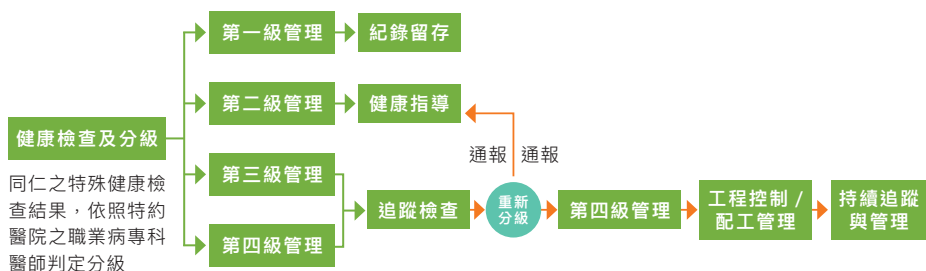 健康檢查及分級
同仁之特殊健康檢
查結果，依照特約
醫院之職業病專科
醫師判定分級
第一級管理
紀錄留存
第二級管理
健康指導
第三級管理
第四級管理
追蹤檢查
通報
通報
重新
分級
第四級管理
工程控制 /
配工管理
持續追蹤
與管理